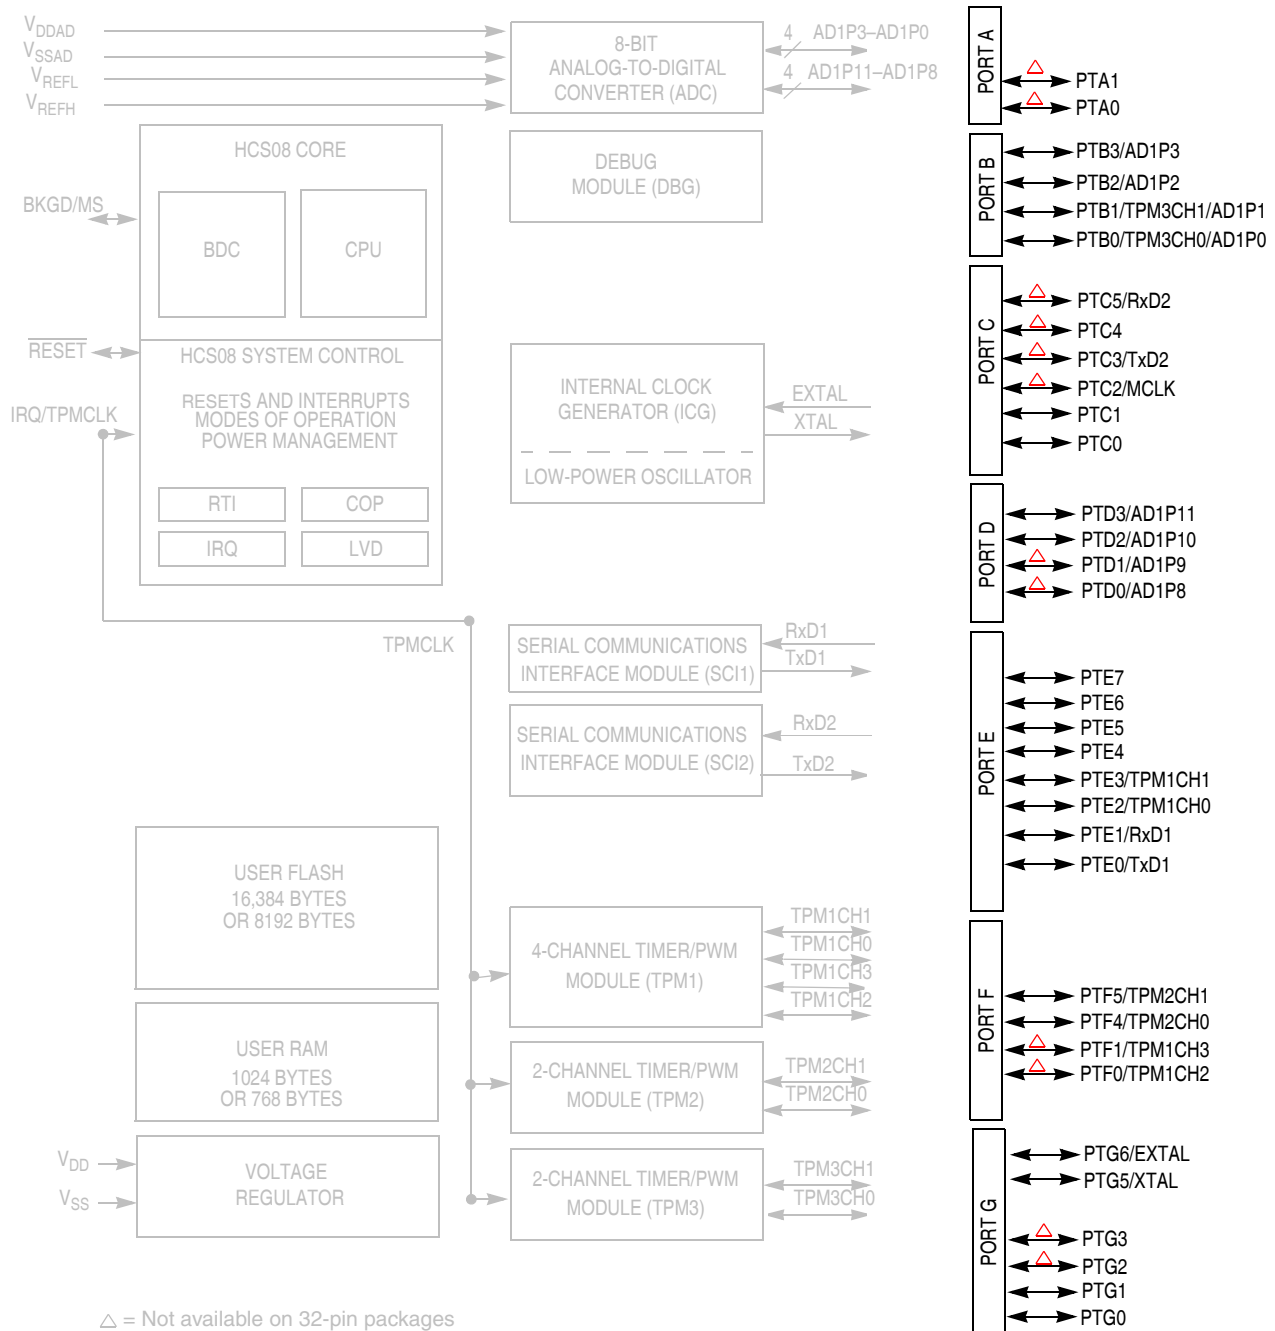 VDDAD
VSSAD
VREFL
VREFH
8-BIT
ANALOG-TO-DIGITAL
CONVERTER (ADC)
4 AD1P3–AD1P0
4 AD1P11–AD1P8
HCS08 CORE
BDC
CPU
BKGD/MS
DEBUG
MODULE (DBG)
RESET
HCS08 SYSTEM CONTROL
RESETS AND INTERRUPTS
MODES OF OPERATION
POWER MANAGEMENT
IRQ/TPMCLK
RTI
COP
IRQ
LVD
INTERNAL CLOCK
GENERATOR (ICG)
LOW-POWER OSCILLATOR
EXTAL
XTAL
TPMCLK
SERIAL COMMUNICATIONS
INTERFACE MODULE (SCI1)
RxD1
TxD1
SERIAL COMMUNICATIONS
INTERFACE MODULE (SCI2)
RxD2
TxD2
USER FLASH
16,384 BYTES
OR 8192 BYTES
4-CHANNEL TIMER/PWM
MODULE (TPM1)
TPM1CH1
TPM1CH0
TPM1CH3
TPM1CH2
USER RAM
1024 BYTES
OR 768 BYTES
2-CHANNEL TIMER/PWM
MODULE (TPM2)
TPM2CH1
TPM2CH0
VDD
VSS
VOLTAGE
REGULATOR
2-CHANNEL TIMER/PWM
MODULE (TPM3)
TPM3CH1
TPM3CH0
PORT A
PTA1
PTA0
PORT B
PTB3/AD1P3
PTB2/AD1P2
PTB1/TPM3CH1/AD1P1
PTB0/TPM3CH0/AD1P0
PORT C
PTC5/RxD2
PTC4
PTC3/TxD2
PTC2/MCLK
PTC1
PTC0
PORT D
PTD3/AD1P11
PTD2/AD1P10
PTD1/AD1P9
PTD0/AD1P8
PORT E
PTE7
PTE6
PTE5
PTE4
PTE3/TPM1CH1
PTE2/TPM1CH0
PTE1/RxD1
PTE0/TxD1
PORT F
PTF5/TPM2CH1
PTF4/TPM2CH0
PTF1/TPM1CH3
PTF0/TPM1CH2
PORT G
PTG6/EXTAL
PTG5/XTAL
PTG3
PTG2
PTG1
PTG0
△ = Not available on 32-pin packages